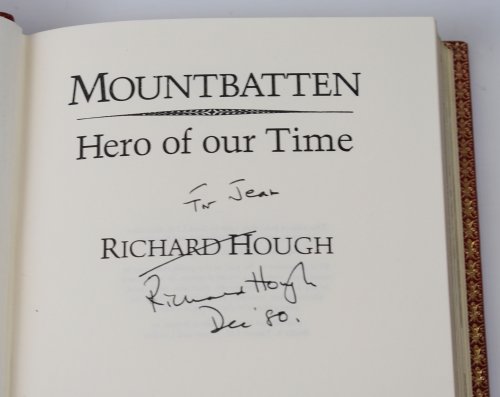 MOUNTBATTEN
Hero of our Time
For Jean
RICHARD HOUGH
Richard Hough
Dec '80.